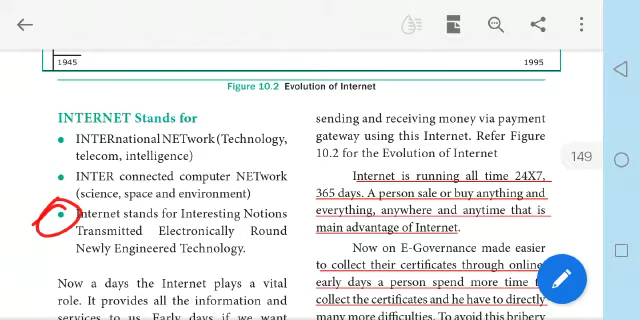 1945
1995
Figure 10.2 Evolution of Internet
INTERNET Stands for
INTERnational NETwork (Technology,
telecom, intelligence)
INTER connected computer NETwork
(science, space and environment)
Internet stands for Interesting Notions
Transmitted Electronically Round
Newly Engineered Technology.
Now a days the Internet plays a vital
role. It provides all the information and
services to us. Early days if we want
sending and receiving money via payment
gateway using this Internet. Refer Figure
10.2 for the Evolution of Internet
Internet is running all time 24X7,
365 days. A person sale or buy anything and
everything, anywhere and anytime that is
main advantage of Internet.
Now on E-Governance made easier
to collect their certificates through online,
early days a person spend more time to
collect the certificates and he have to directly
many more difficulties. To avoid this bribery
149